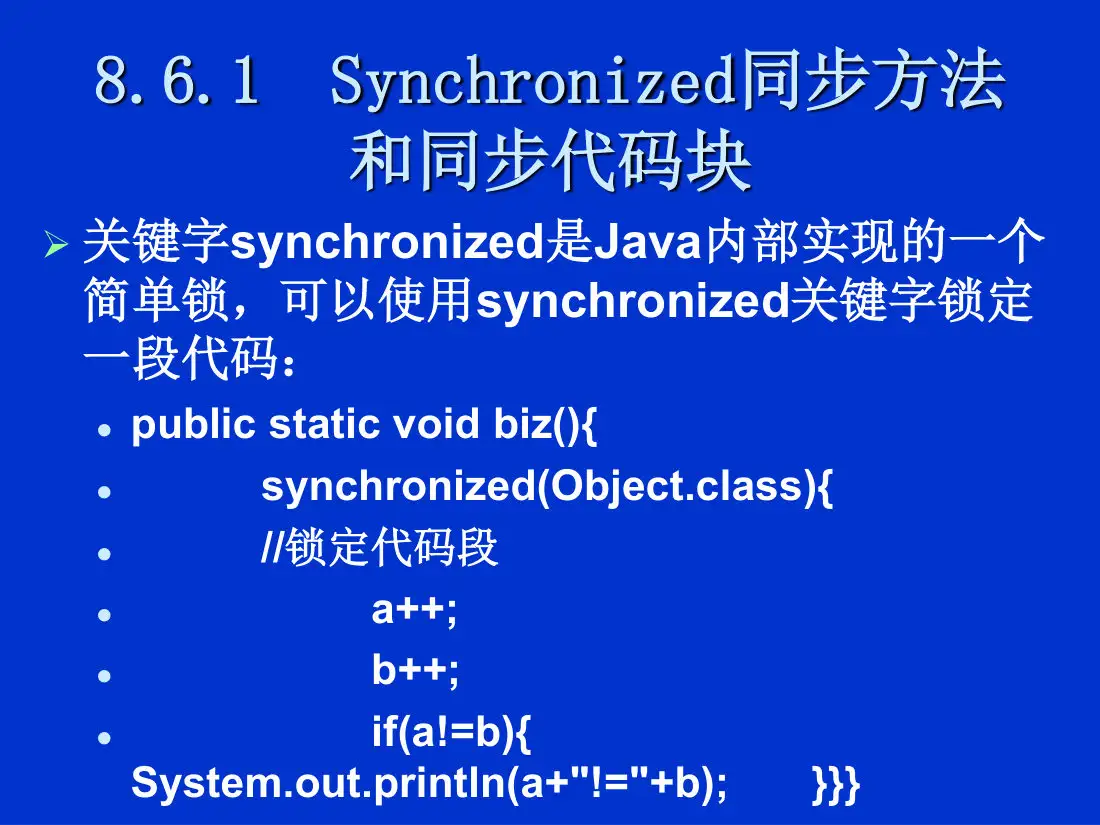 8.6.1 Synchronized同步方法
和同步代码块
关键字synchronized是Java内部实现的一个
简单锁，可以使用synchronized关键字锁定
一段代码：
public static void biz(){
synchronized(Object.class){
//锁定代码段
a++;
b++;
if(a!=b){
System.out.println(a+"!="+b); }}}